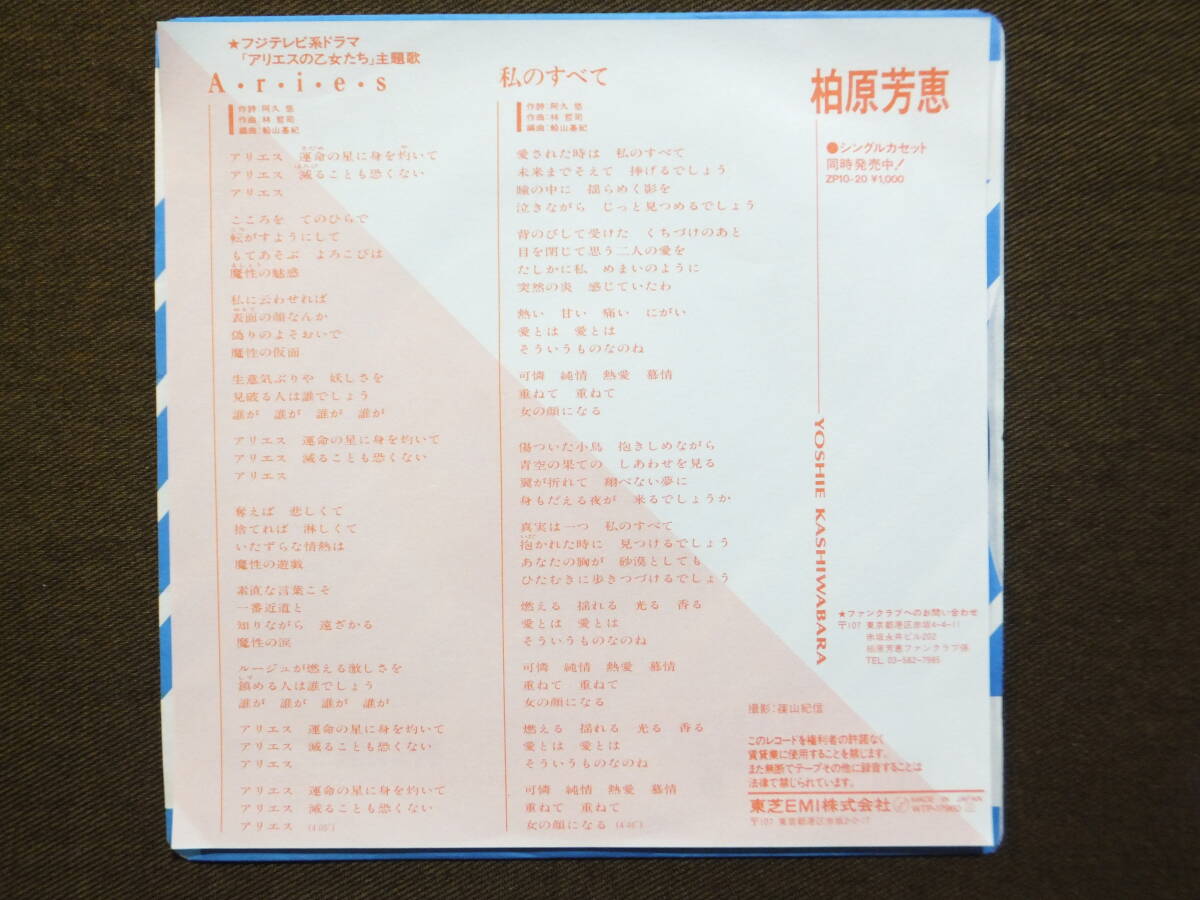 ★フジテレビ系ドラマ
「アリエスの乙女たち」主題歌
A・r・i・e・s
作詩:阿久 悠
作曲:林 哲司
編曲:船山基紀
アリエス 運命の星に身を灼いて
アリエス 滅ることも恐くない
アリエス
こころを てのひらで
転がすようにして
もてあそぶ よろこびは
魔性の魅惑
私に云わせれば
表面の顔なんか
偽りのよそおいで
魔性の仮面
生意気ぶりや 妖しさを
見破る人は誰でしょう
誰が 誰が 誰が 誰が
アリエス 運命の星に身を灼いて
アリエス 滅ることも恐くない
アリエス
奪えば 悲しくて
捨てれば 淋しくて
いたずらな情熱は
魔性の遊戯
素直な言葉こそ
一番近道と
知りながら 遠ざかる
魔性の涙
ルージュが燃える激しさを
鎮める人は誰でしょう
誰が 誰が 誰が 誰が
アリエス 運命の星に身を灼いて
アリエス 滅ることも恐くない
アリエス
アリエス 運命の星に身を灼いて
アリエス 滅ることも恐くない
アリエス
私のすべて
作詩:阿久 悠
作曲:林 哲司
編曲:船山基紀
愛された時は 私のすべて
未来までそえて 捧げるでしょう
瞳の中に 揺らめく影を
泣きながら じっと見つめるでしょう
背のびして受けた くちづけのあと
目を閉じて思う二人の愛を
たしかに私 めまいのように
突然の炎 感じていたわ
熱い 甘い 痛い にがい
愛とは 愛とは
そういうものなのね
可憐 純情 熱愛 慕情
重ねて 重ねて
女の顔になる
傷ついた小鳥 抱きしめながら
青空の果ての しあわせを見る
翼が折れて 翔べない夢に
身もだえる夜が 来るでしょうか
真実は一つ 私のすべて
抱かれた時に 見つけるでしょう
あなたの胸が 砂漠としても
ひたむきに歩きつづけるでしょう
燃える 揺れる 光る 香る
愛とは 愛とは
そういうものなのね
可憐 純情 熱愛 慕情
重ねて 重ねて
女の顔になる
燃える 揺れる 光る 香る
愛とは 愛とは
そういうものなのね
可憐 純情 熱愛 慕情
重ねて 重ねて
女の顔になる
柏原芳恵
●シングルカセット
同時発売中!
ZP10-20 ¥1,000
YOSHIE KASHIWABARA
★ファンクラブへのお問い合わせ
〒107 東京都港区赤坂4-4-11
赤坂永井ビル202
柏原芳恵ファンクラブ係
TEL 03-582-7985
撮影:篠山紀信
このレコードを権利者の許諾なく
賃貸業に使用することを禁じます。
また無断でテープその他に録音することは
法律で禁じられています。
東芝EMI株式会社
MADE IN JAPAN
〒107 東京都港区赤坂2-2-17